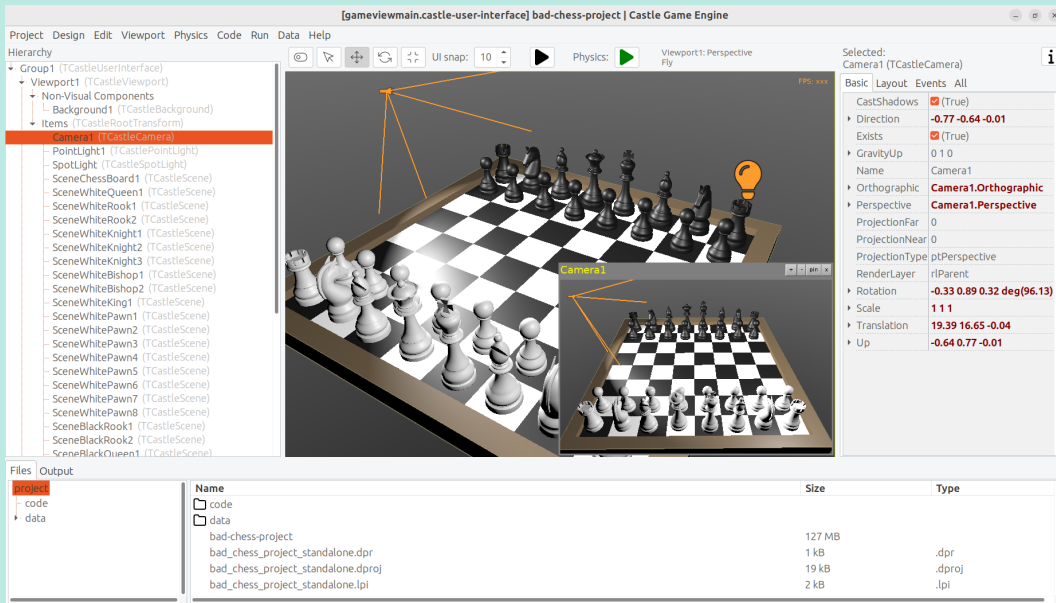 [gameviewmain.castle-user-interface] bad-chess-project | Castle Game Engine
Project Design Edit Viewport Physics Code Run Data Help
Hierarchy
Group1 (TCastleUserInterface)
Viewport1 (TCastleViewport)
Non-Visual Components
Background1 (TCastleBackground)
Items (TCastleRootTransform)
Camera1 (TCastleCamera)
PointLight1 (TCastlePointLight)
SpotLight (TCastleSpotLight)
SceneChessBoard1 (TCastleScene)
SceneWhiteQueen1 (TCastleScene)
SceneWhiteRook1 (TCastleScene)
SceneWhiteRook2 (TCastleScene)
SceneWhiteKnight1 (TCastleScene)
SceneWhiteKnight2 (TCastleScene)
SceneWhiteKnight3 (TCastleScene)
SceneWhiteBishop1 (TCastleScene)
SceneWhiteBishop2 (TCastleScene)
SceneWhiteKing1 (TCastleScene)
SceneWhitePawn1 (TCastleScene)
SceneWhitePawn2 (TCastleScene)
SceneWhitePawn3 (TCastleScene)
SceneWhitePawn4 (TCastleScene)
SceneWhitePawn5 (TCastleScene)
SceneWhitePawn6 (TCastleScene)
SceneWhitePawn7 (TCastleScene)
SceneWhitePawn8 (TCastleScene)
SceneBlackRook1 (TCastleScene)
SceneBlackRook2 (TCastleScene)
SceneBlackQueen1 (TCastleScene)
UI snap: 10 Physics: Viewport1: Perspective
Fly
FPS: xxx
Camera1 + - pin x
Selected:
Camera1 (TCastleCamera)
i
Basic Layout Events All
CastShadows (True)
Direction -0.77 -0.64 -0.01
Exists (True)
GravityUp 0 1 0
Name Camera1
Orthographic Camera1.Orthographic
Perspective Camera1.Perspective
ProjectionFar 0
ProjectionNear 0
ProjectionType ptPerspective
RenderLayer rlParent
Rotation -0.33 0.89 0.32 deg(96.13)
Scale 1 1 1
Translation 19.39 16.65 -0.04
Up -0.64 0.77 -0.01
Files Output
project
code
data
Name Size Type
code
data
bad-chess-project 127 MB
bad_chess_project_standalone.dpr 1 kB .dpr
bad_chess_project_standalone.dproj 19 kB .dproj
bad_chess_project_standalone.lpi 2 kB .lpi